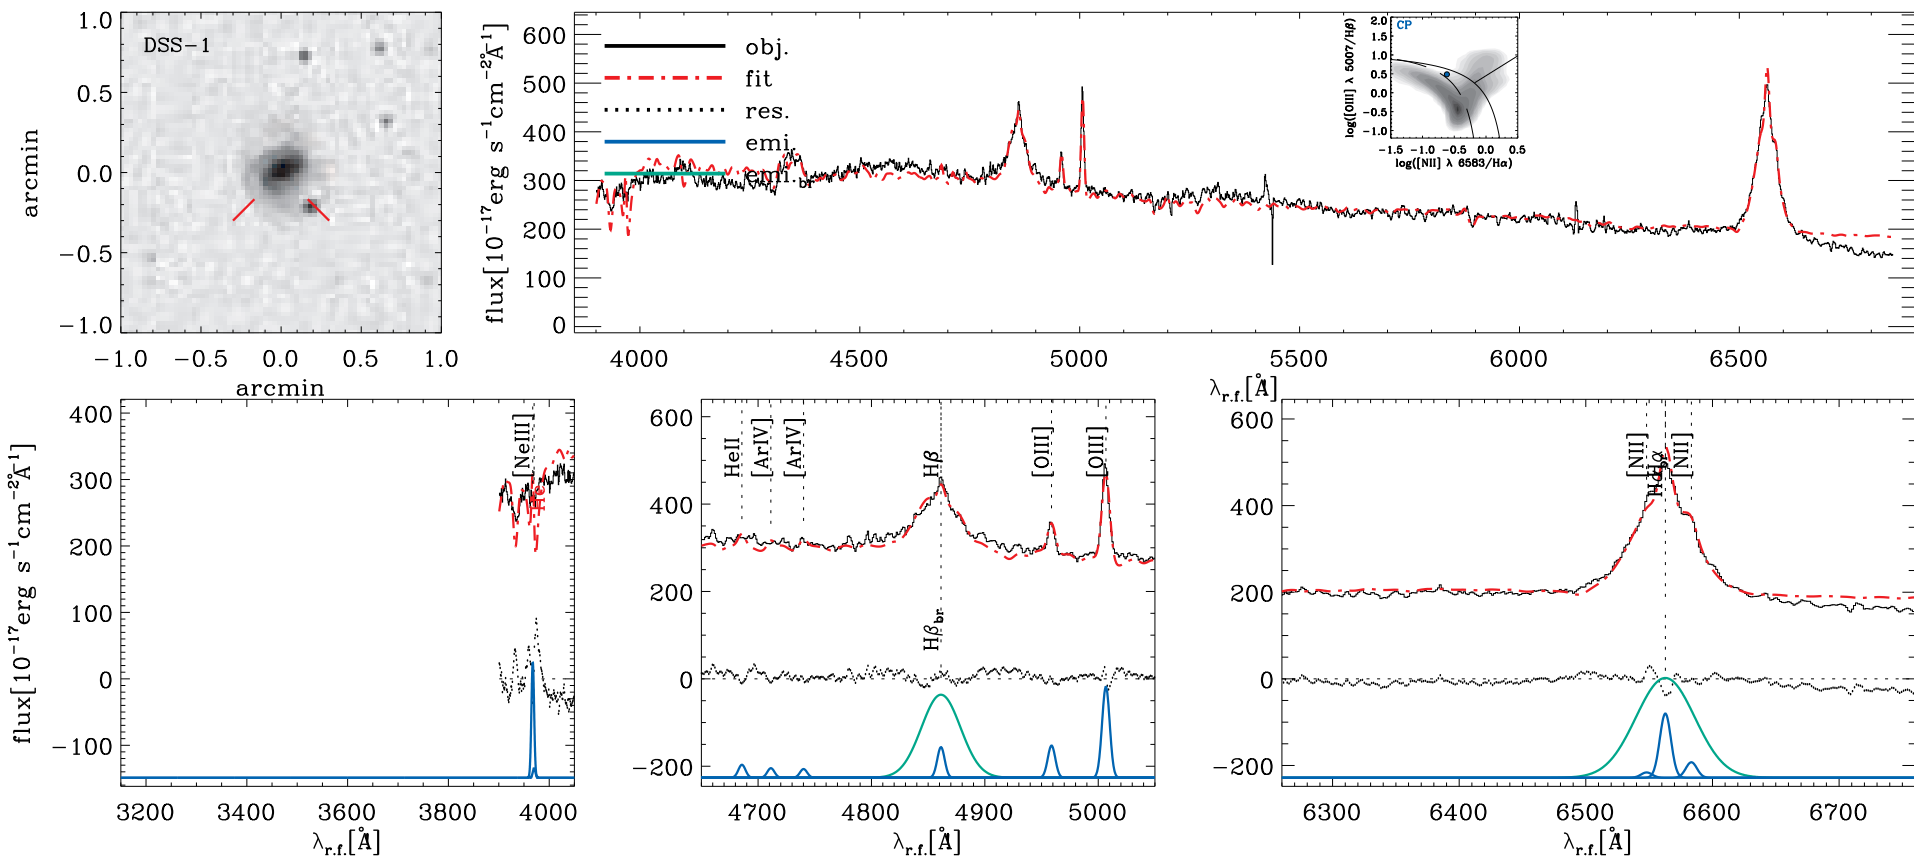 DSS-1
1.0
0.5
0.0
-0.5
-1.0
-1.0 -0.5 0.0 0.5 1.0
arcmin
arcmin
600
500
400
300
200
100
0
flux[10⁻¹⁷erg s⁻¹cm⁻²Å⁻¹]
obj.
fit
res.
emi.
emi.br
4000 4500 5000 5500 6000 6500
λr.f.[Å]
CP
2.0
1.5
1.0
0.5
0.0
-0.5
-1.0
-1.5 -1.0 -0.5 0.0 0.5
log([OIII] λ 5007/Hβ)
log([NII] λ 6583/Hα)
400
300
200
100
0
-100
flux[10⁻¹⁷erg s⁻¹cm⁻²Å⁻¹]
[NeIII]
Hε
3200 3400 3600 3800 4000
λr.f.[Å]
600
400
200
0
-200
HeII
[ArIV]
[ArIV]
Hβ
[OIII]
[OIII]
Hβbr
4700 4800 4900 5000
λr.f.[Å]
600
400
200
0
-200
[NII]
Hα
Hαbr
[NII]
6300 6400 6500 6600 6700
λr.f.[Å]